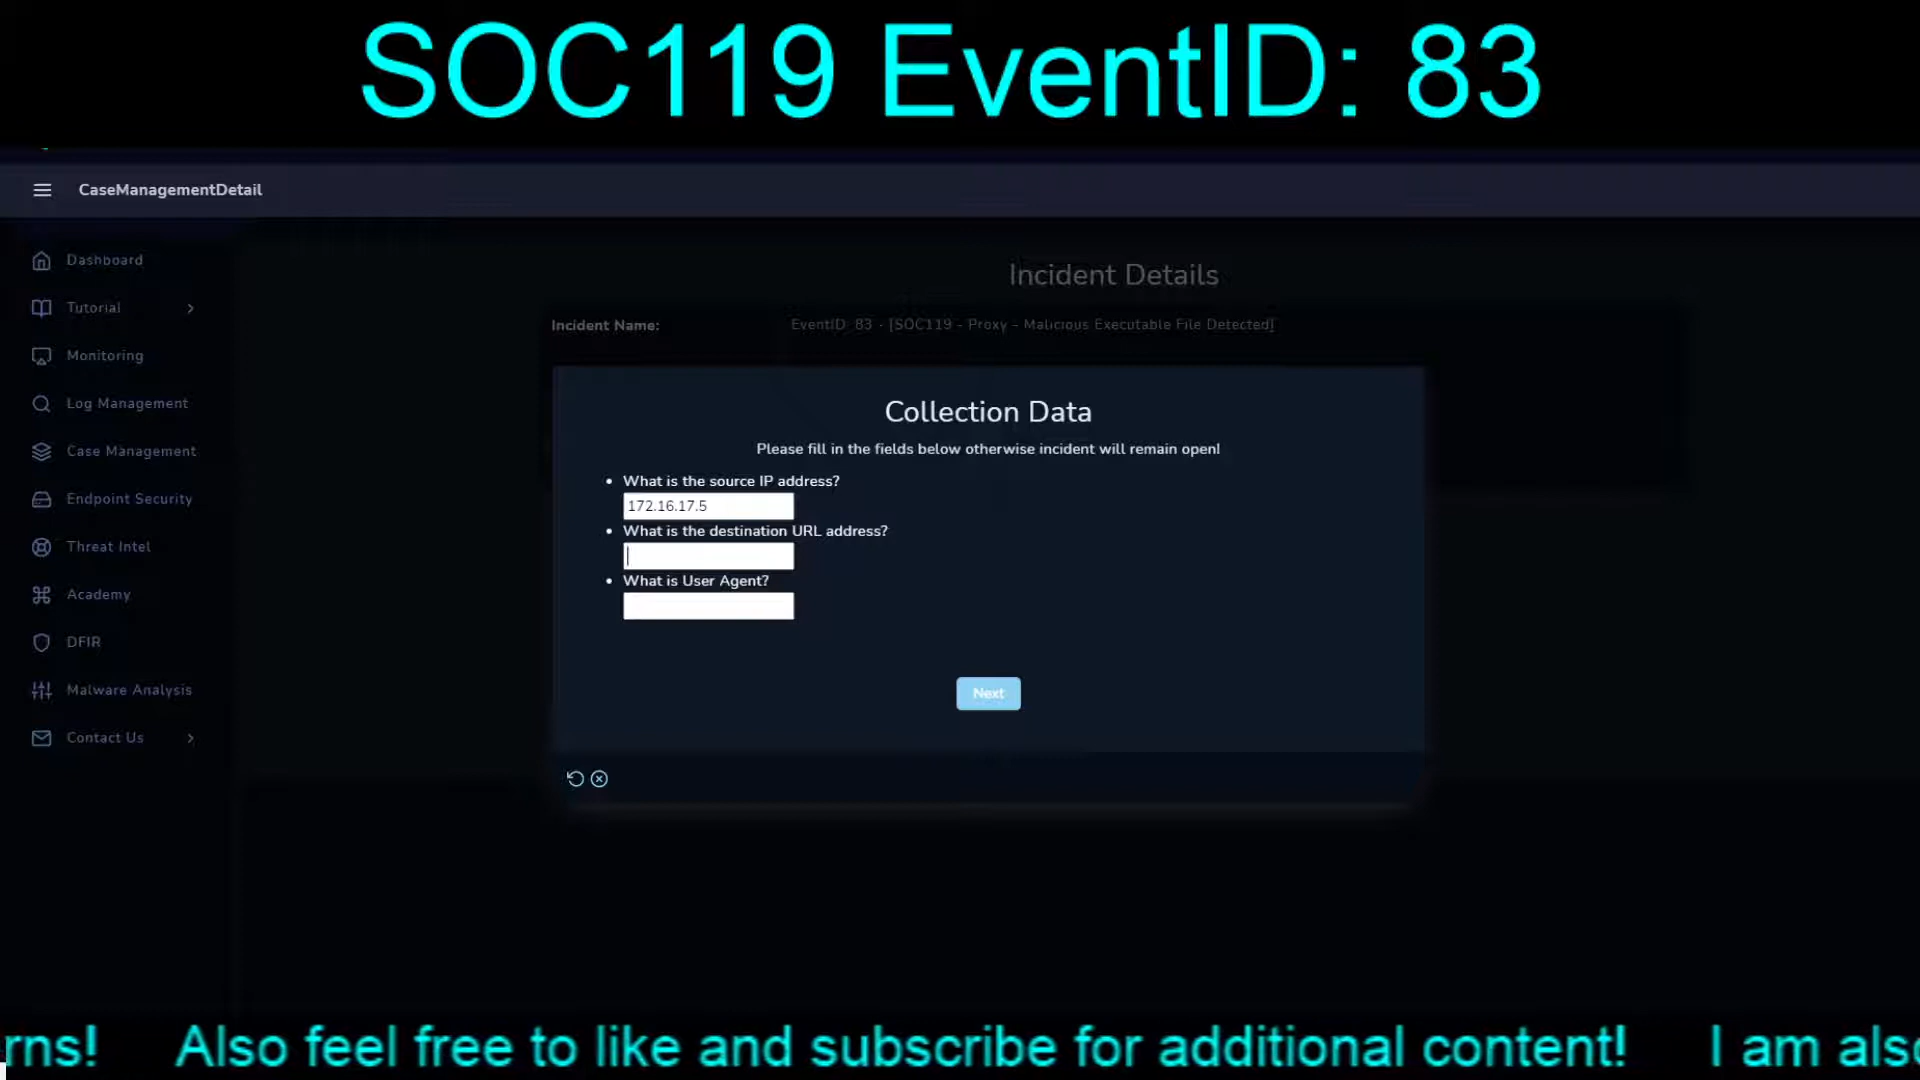 SOC119 EventID: 83
CaseManagementDetail
Dashboard
Tutorial
Monitoring
Log Management
Case Management
Endpoint Security
Threat Intel
Academy
DFIR
Malware Analysis
Contact Us
Incident Details
Incident Name: EventID: 83 - [SOC119 - Proxy - Malicious Executable File Detected]
Collection Data
Please fill in the fields below otherwise incident will remain open!
• What is the source IP address?
172.16.17.5
• What is the destination URL address?
• What is User Agent?
Next
rns! Also feel free to like and subscribe for additional content! I am also